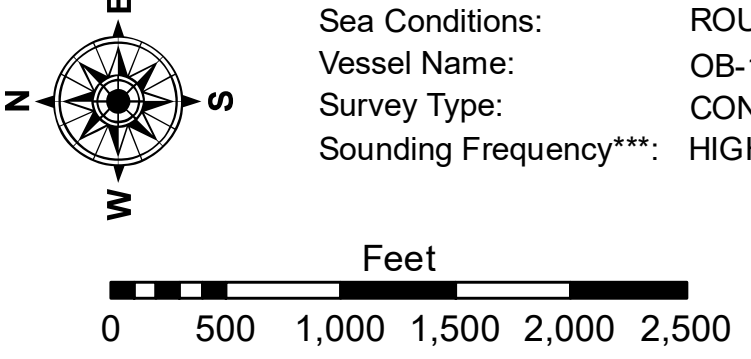 E
N
S
W
Sea Conditions:
Vessel Name:
Survey Type:
Sounding Frequency***:
Feet
0 500 1,000 1,500 2,000 2,500